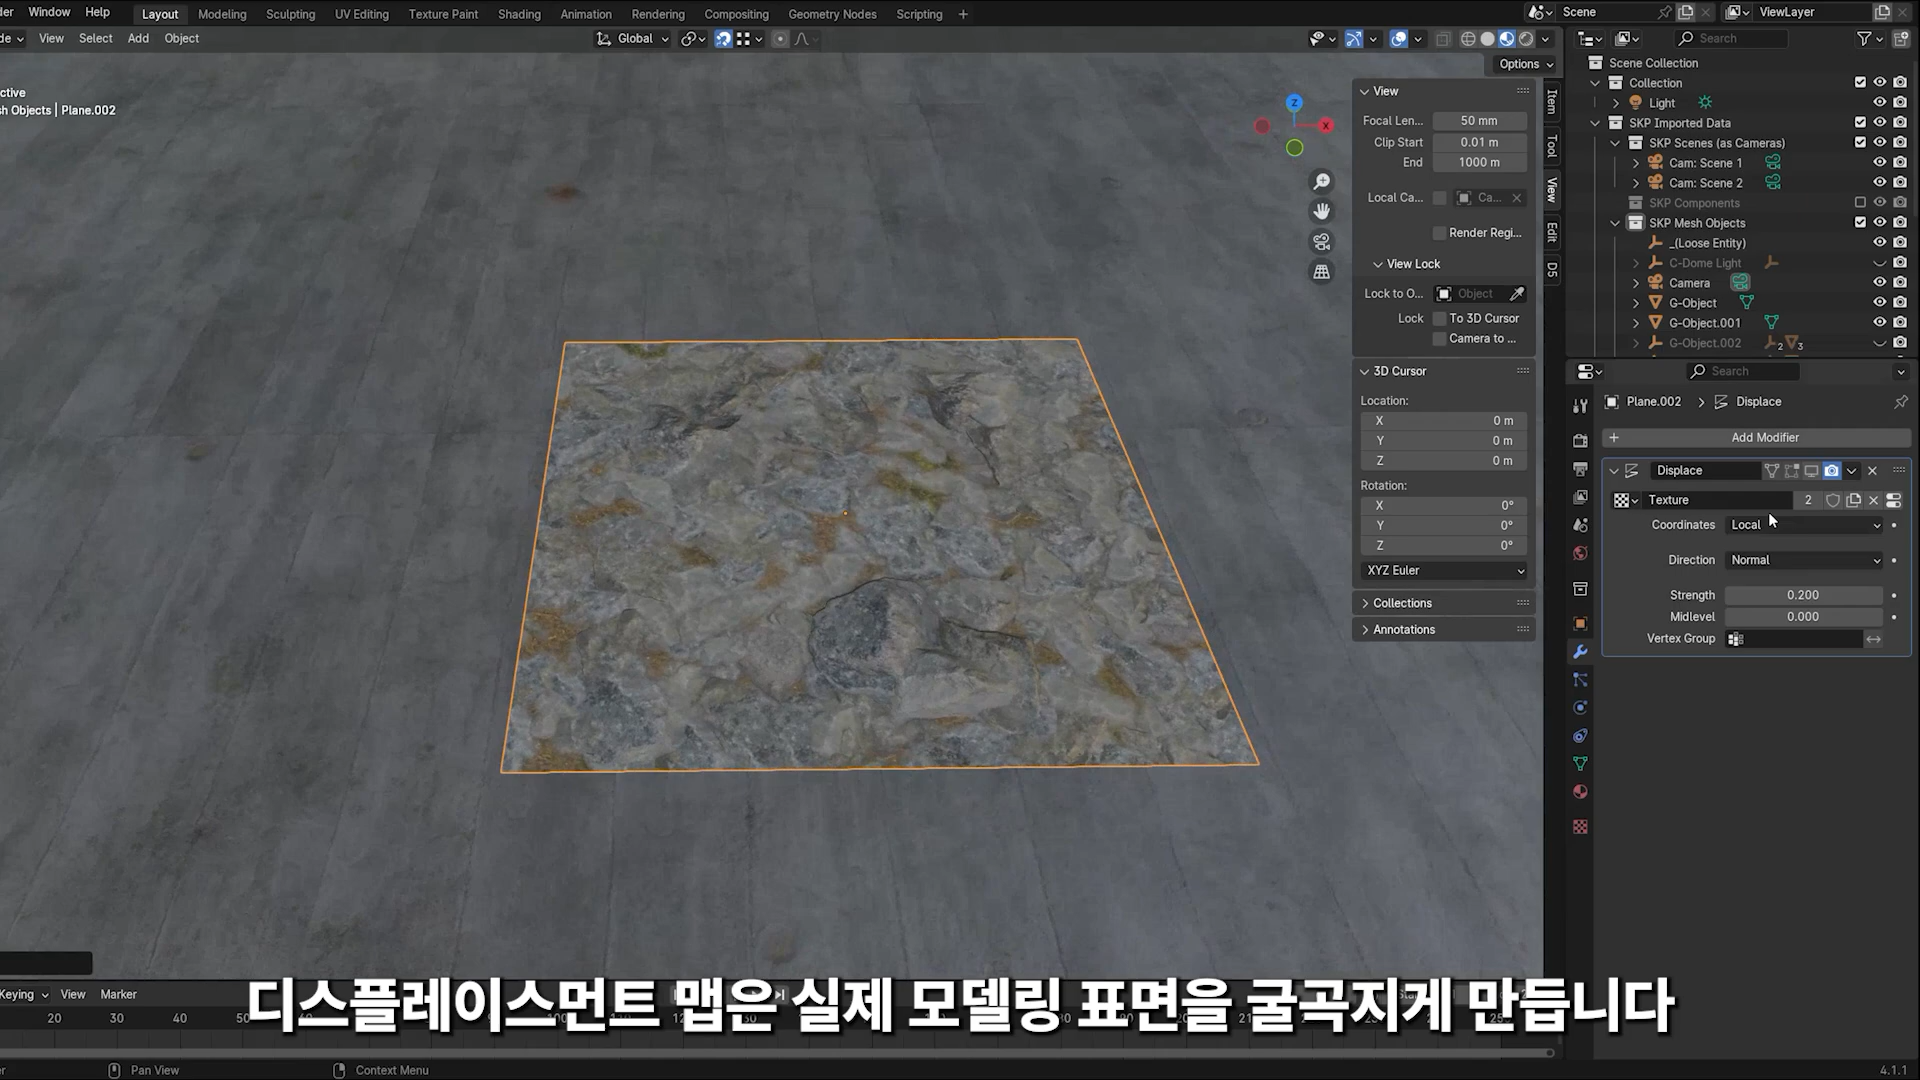 Window Help Layout Modeling Sculpting UV Editing Texture Paint Shading Animation Rendering Compositing Geometry Nodes Scripting + Scene ViewLayer
View Select Add Object Global Search
Options
ctive
sh Objects | Plane.002
View
Focal Len... 50 mm
Clip Start 0.01 m
End 1000 m
Local Ca... Ca...
Render Regi...
View Lock
Lock to O... Object
Lock To 3D Cursor
Camera to ...
3D Cursor
Location:
X 0 m
Y 0 m
Z 0 m
Rotation:
X 0°
Y 0°
Z 0°
XYZ Euler
Collections
Annotations
Z
X
Item
Tool
View
Edit
D5
Scene Collection
Collection
Light
SKP Imported Data
SKP Scenes (as Cameras)
Cam: Scene 1
Cam: Scene 2
SKP Components
SKP Mesh Objects
_(Loose Entity)
C-Dome Light
Camera
G-Object
G-Object.001
G-Object.002 2 3
Search
Plane.002 > Displace
+ Add Modifier
Displace
Texture 2
Coordinates Local
Direction Normal
Strength 0.200
Midlevel 0.000
Vertex Group
Keying View Marker
20 30 40
디스플레이스먼트 맵은 실제 모델링 표면을 굴곡지게 만듭니다
Pan View Context Menu 4.1.1